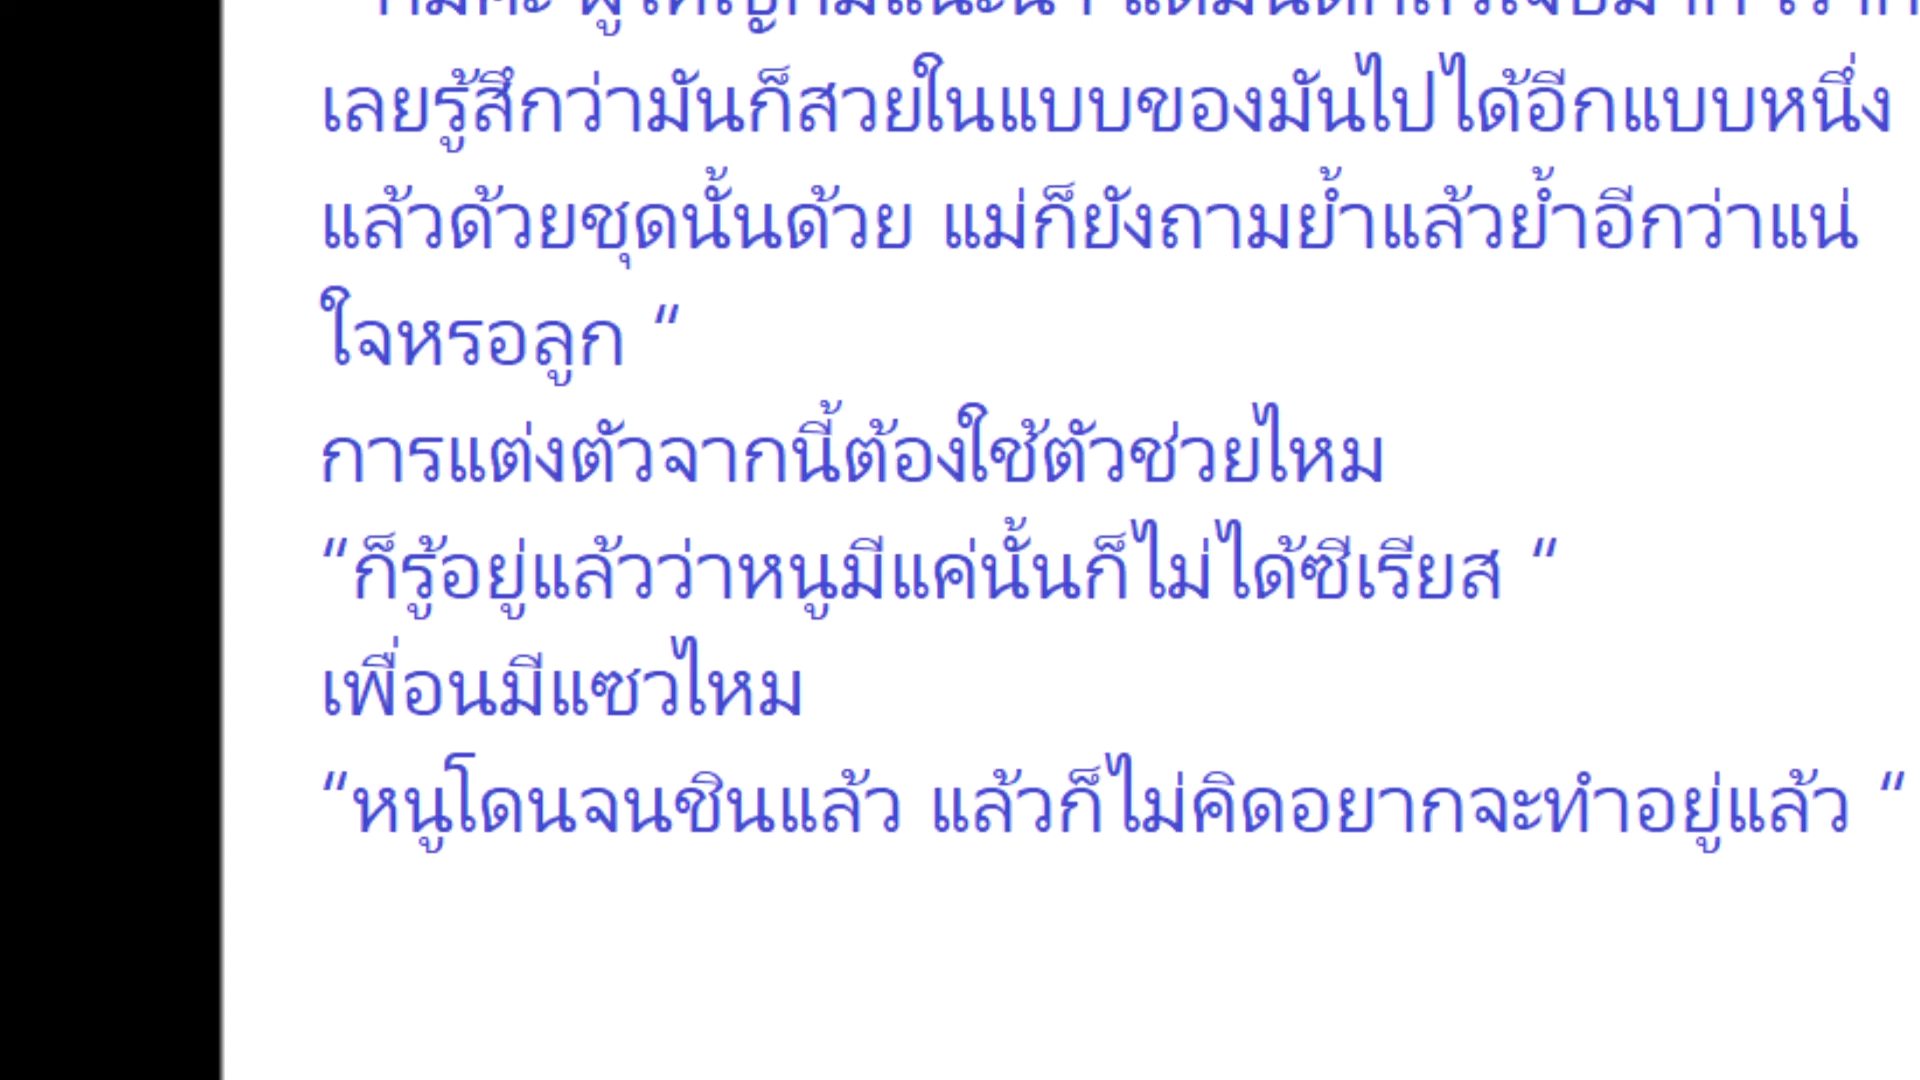 เลยรู้สึกว่ามันก็สวยในแบบของมันไปได้อีกแบบหนึ่ง
แล้วด้วยชุดนั้นด้วย แม่ก็ยังถามย้ำแล้วย้ำอีกว่าแน่
ใจหรอลูก “
การแต่งตัวจากนี้ต้องใช้ตัวช่วยไหม
“ก็รู้อยู่แล้วว่าหนูมีแค่นั้นก็ไม่ได้ซีเรียส “
เพื่อนมีแซวไหม
“หนูโดนจนชินแล้ว แล้วก็ไม่คิดอยากจะทำอยู่แล้ว “